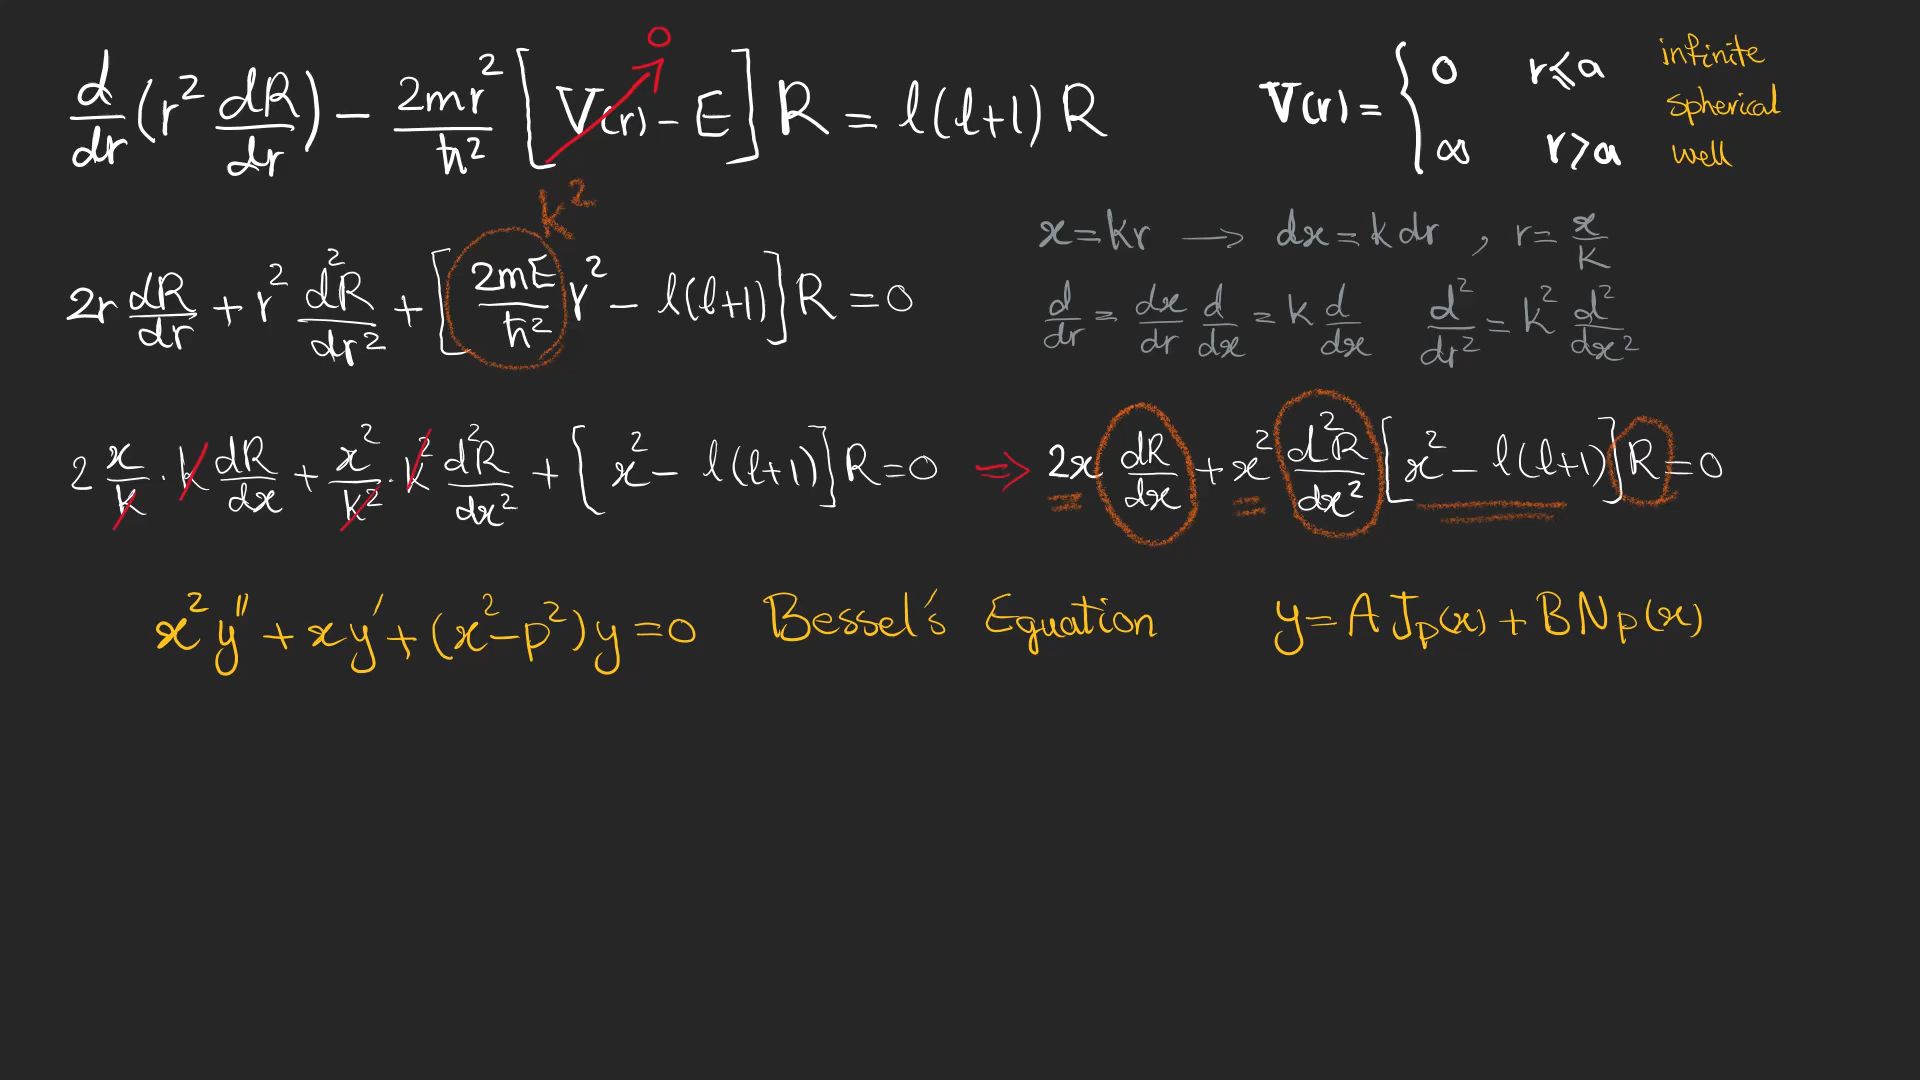 d/dr (r² dR/dr) − 2mr²/ħ² [V(r) − E] R = l(l+1) R
0
V(r) = { 0 r⩽a
∞ r>a
infinite
spherical
well
k²
2r dR/dr + r² d²R/dr² + [2mE/ħ² r² − l(l+1)] R = 0
x = kr → dx = k dr , r = x/k
d/dr = dx/dr d/dx = k d/dx d²/dr² = k² d²/dx²
2 x/k · k dR/dx + x²/k² · k² d²R/dx² + [x² − l(l+1)] R = 0 ⇒ 2x dR/dx + x² d²R/dx² [x² − l(l+1)] R = 0
x²y″ + xy′ + (x² − p²)y = 0 Bessel's Equation y = A Jp(x) + B Np(x)